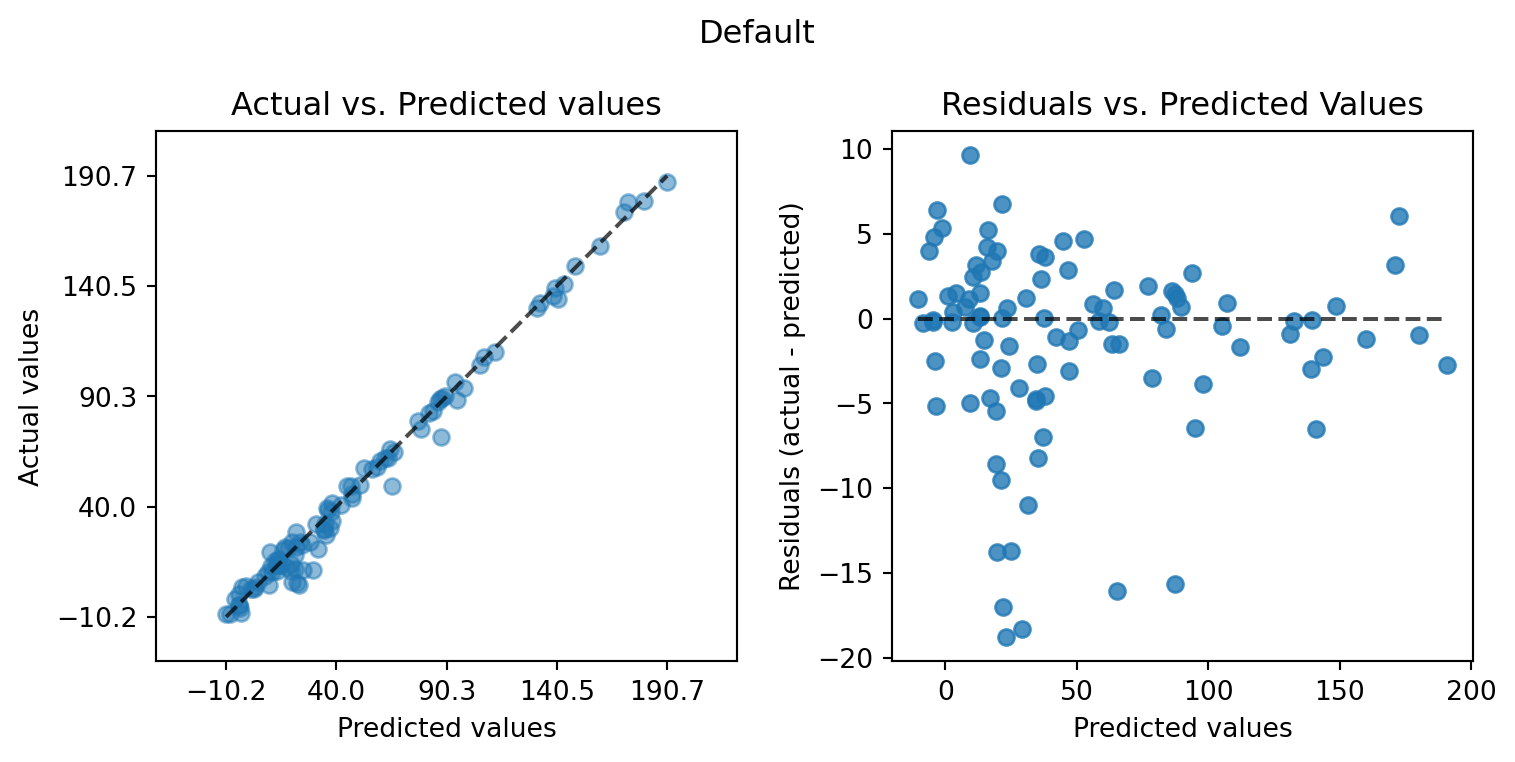 Default
Actual vs. Predicted values
190.7
140.5
90.3
40.0
−10.2
Actual values
−10.2 40.0 90.3 140.5 190.7
Predicted values
Residuals vs. Predicted Values
10
5
0
−5
−10
−15
−20
Residuals (actual - predicted)
0 50 100 150 200
Predicted values